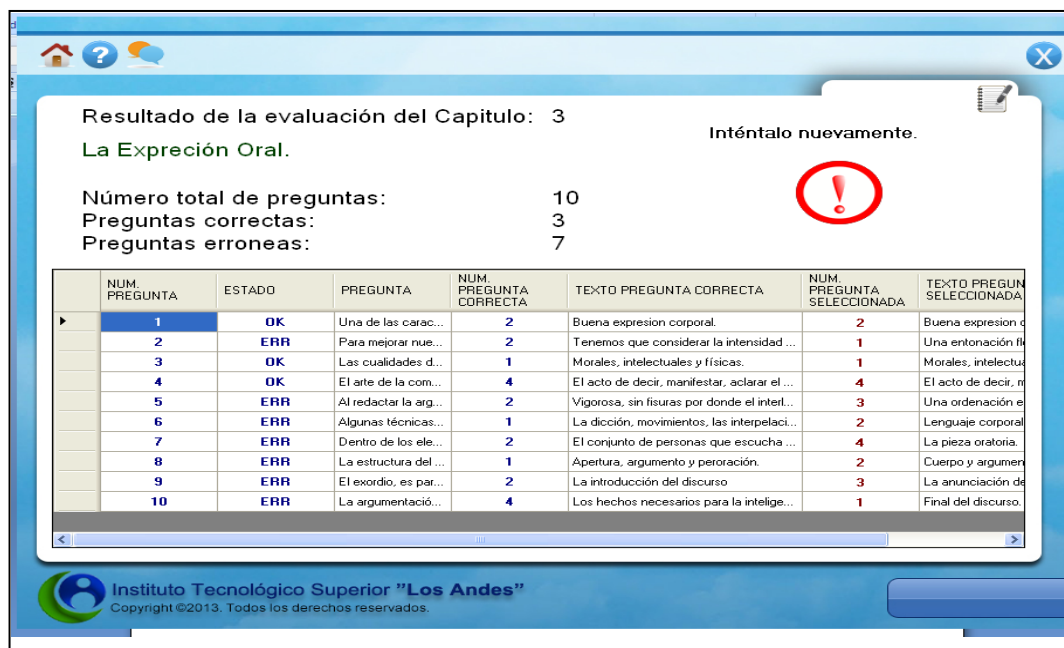 Resultado de la evaluación del Capitulo: 3
Inténtalo nuevamente.
La Expreción Oral.
Número total de preguntas: 10
Preguntas correctas: 3
Preguntas erroneas: 7
NUM. PREGUNTA ESTADO PREGUNTA NUM. PREGUNTA CORRECTA TEXTO PREGUNTA CORRECTA NUM. PREGUNTA SELECCIONADA TEXTO PREGUN SELECCIONADA
1 OK Una de las carac... 2 Buena expresion corporal. 2 Buena expresion c
2 ERR Para mejorar nue... 2 Tenemos que considerar la intensidad ... 1 Una entonación fl
3 OK Las cualidades d... 1 Morales, intelectuales y físicas. 1 Morales, intelectua
4 OK El arte de la com... 4 El acto de decir, manifestar, aclarar el ... 4 El acto de decir, m
5 ERR Al redactar la arg... 2 Vigorosa, sin fisuras por donde el interl... 3 Una ordenación e
6 ERR Algunas técnicas... 1 La dicción, movimientos, las interpelaci... 2 Lenguaje corporal
7 ERR Dentro de los ele... 2 El conjunto de personas que escucha ... 4 La pieza oratoria.
8 ERR La estructura del ... 1 Apertura, argumento y peroración. 2 Cuerpo y argumen
9 ERR El exordio, es par... 2 La introducción del discurso 3 La anunciación de
10 ERR La argumentació... 4 Los hechos necesarios para la intelige... 1 Final del discurso.
Instituto Tecnológico Superior "Los Andes"
Copyright ©2013. Todos los derechos reservados.